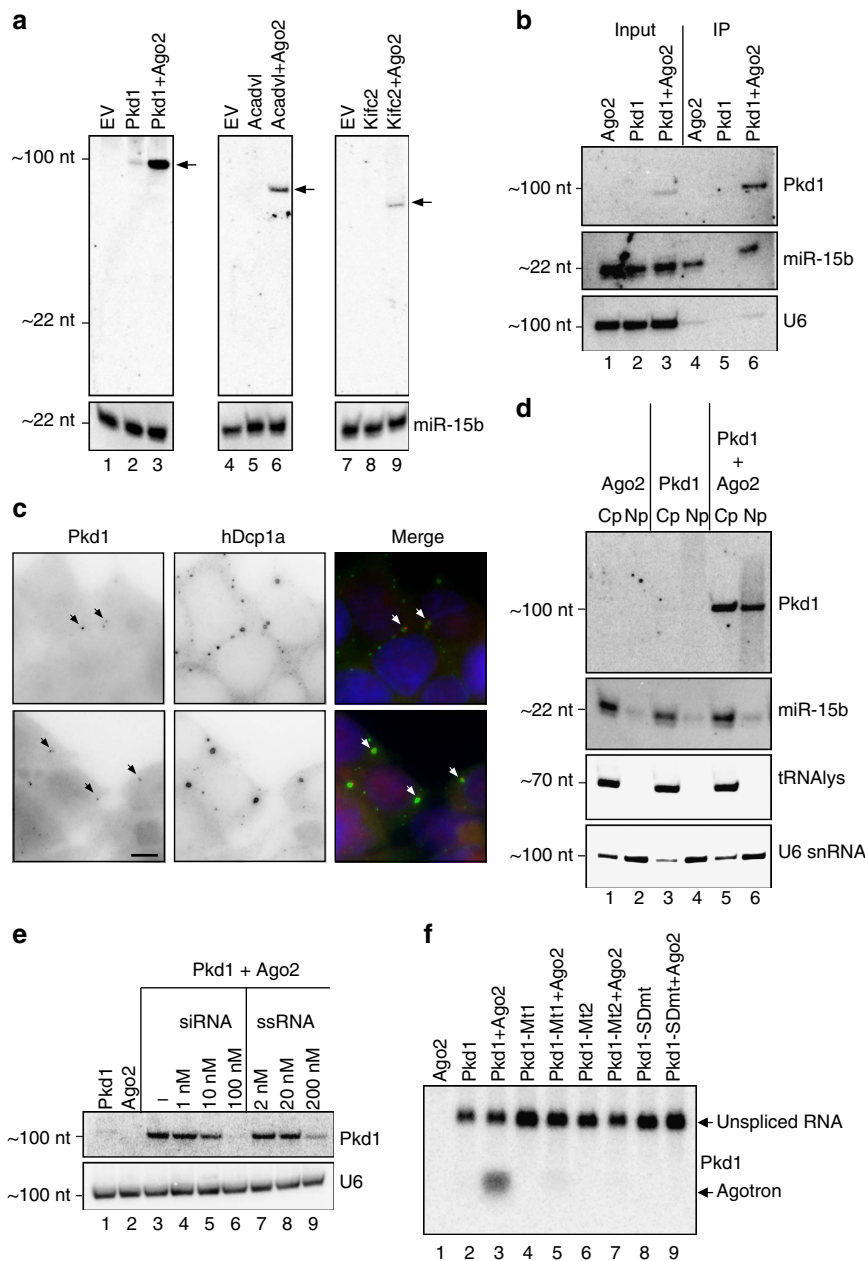 a
EV
Pkd1
Pkd1+Ago2
EV
Acadvl
Acadvl+Ago2
EV
Kifc2
Kifc2+Ago2
~100 nt
~22 nt
~22 nt
miR-15b
1 2 3 4 5 6 7 8 9
b
Input IP
Ago2
Pkd1
Pkd1+Ago2
Ago2
Pkd1
Pkd1+Ago2
~100 nt Pkd1
~22 nt miR-15b
~100 nt U6
1 2 3 4 5 6
c
Pkd1 hDcp1a Merge
d
Pkd1
+
Ago2 Pkd1 Ago2
Cp Np Cp Np Cp Np
~100 nt Pkd1
~22 nt miR-15b
~70 nt tRNAlys
~100 nt U6 snRNA
1 2 3 4 5 6
e
Pkd1 + Ago2
siRNA ssRNA
Pkd1
Ago2
–
1 nM
10 nM
100 nM
2 nM
20 nM
200 nM
~100 nt Pkd1
~100 nt U6
1 2 3 4 5 6 7 8 9
f
Ago2
Pkd1
Pkd1+Ago2
Pkd1-Mt1
Pkd1-Mt1+Ago2
Pkd1-Mt2
Pkd1-Mt2+Ago2
Pkd1-SDmt
Pkd1-SDmt+Ago2
Unspliced RNA
Pkd1
Agotron
1 2 3 4 5 6 7 8 9